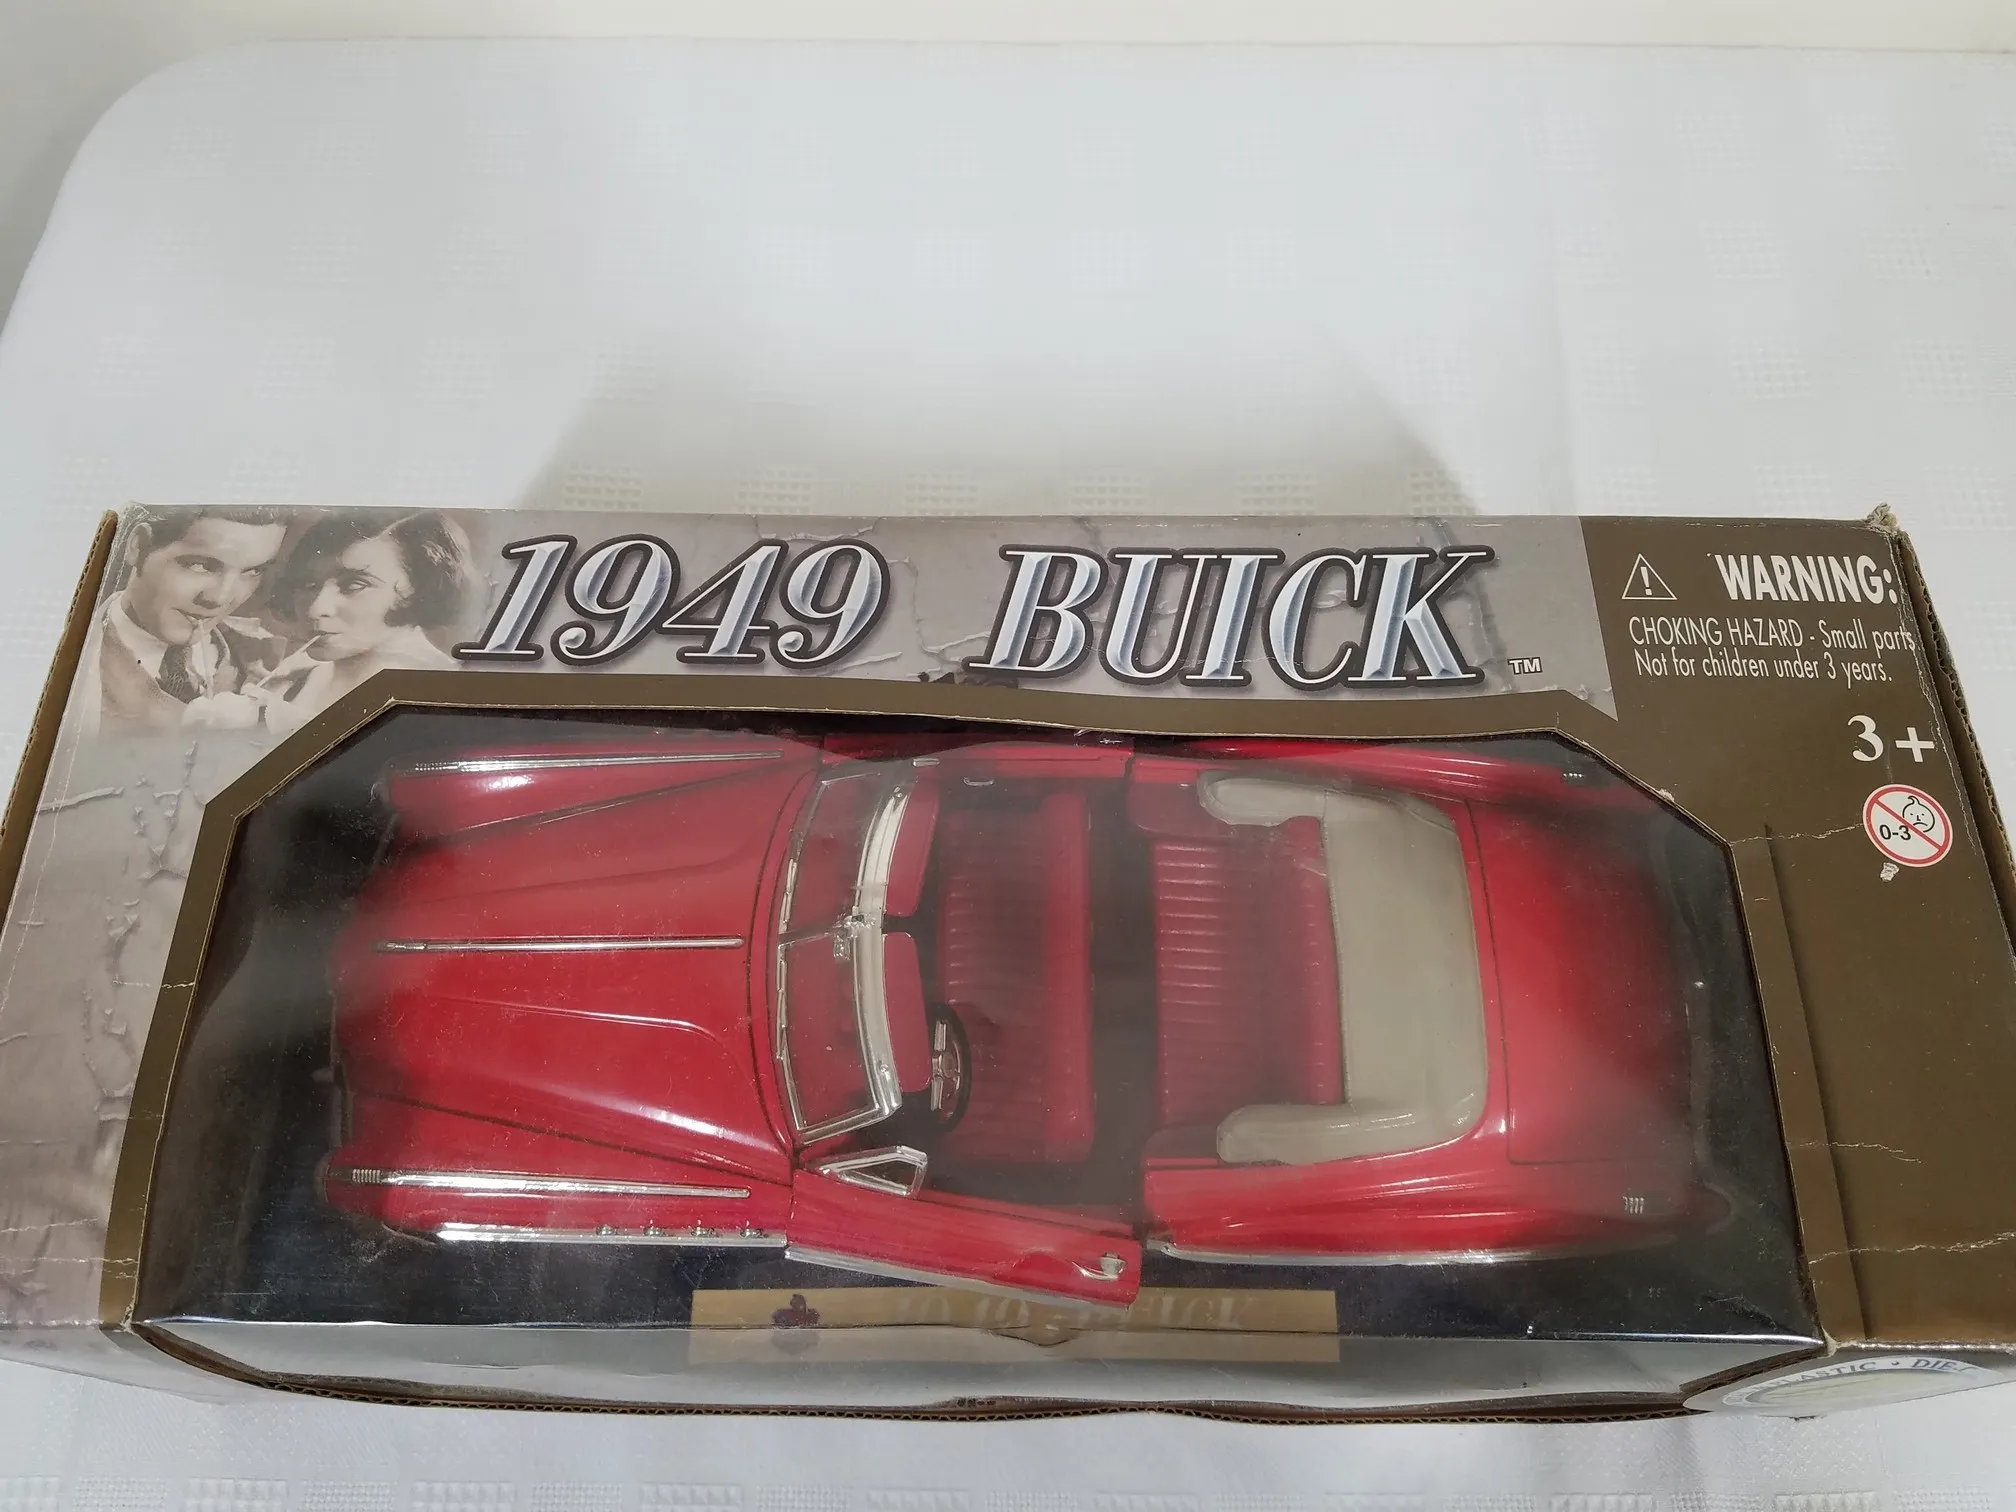 1949 BUICK ™
WARNING:
CHOKING HAZARD - Small parts.
Not for children under 3 years.
3+
0-3